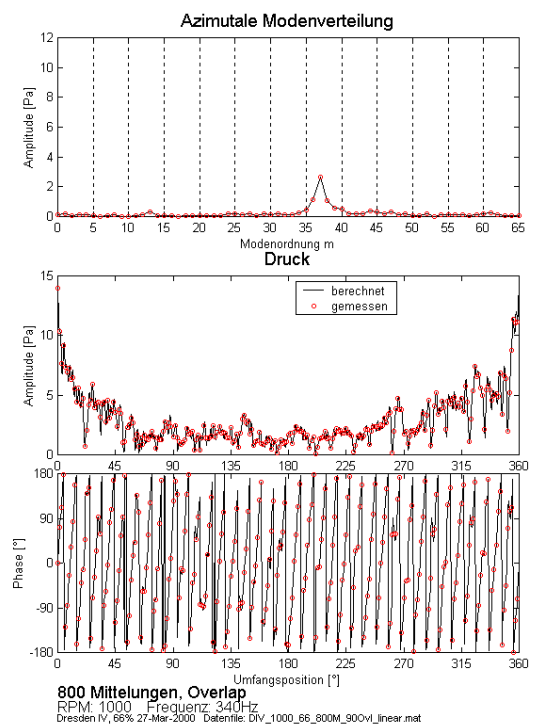 Azimutale Modenverteilung
12
10
8
6
4
2
0
Amplitude [Pa]
0 5 10 15 20 25 30 35 40 45 50 55 60 65
Modenordnung m
Druck
15
10
5
0
Amplitude [Pa]
berechnet
gemessen
0 45 90 135 180 225 270 315 360
180
90
0
-90
-180
Phase [°]
0 45 90 135 180 225 270 315 360
Umfangsposition [°]
800 Mittelungen, Overlap
RPM: 1000 Frequenz: 340Hz
Dresden IV, 66% 27-Mar-2000 Datenfile: DIV_1000_66_800M_90Ovl_linear.mat